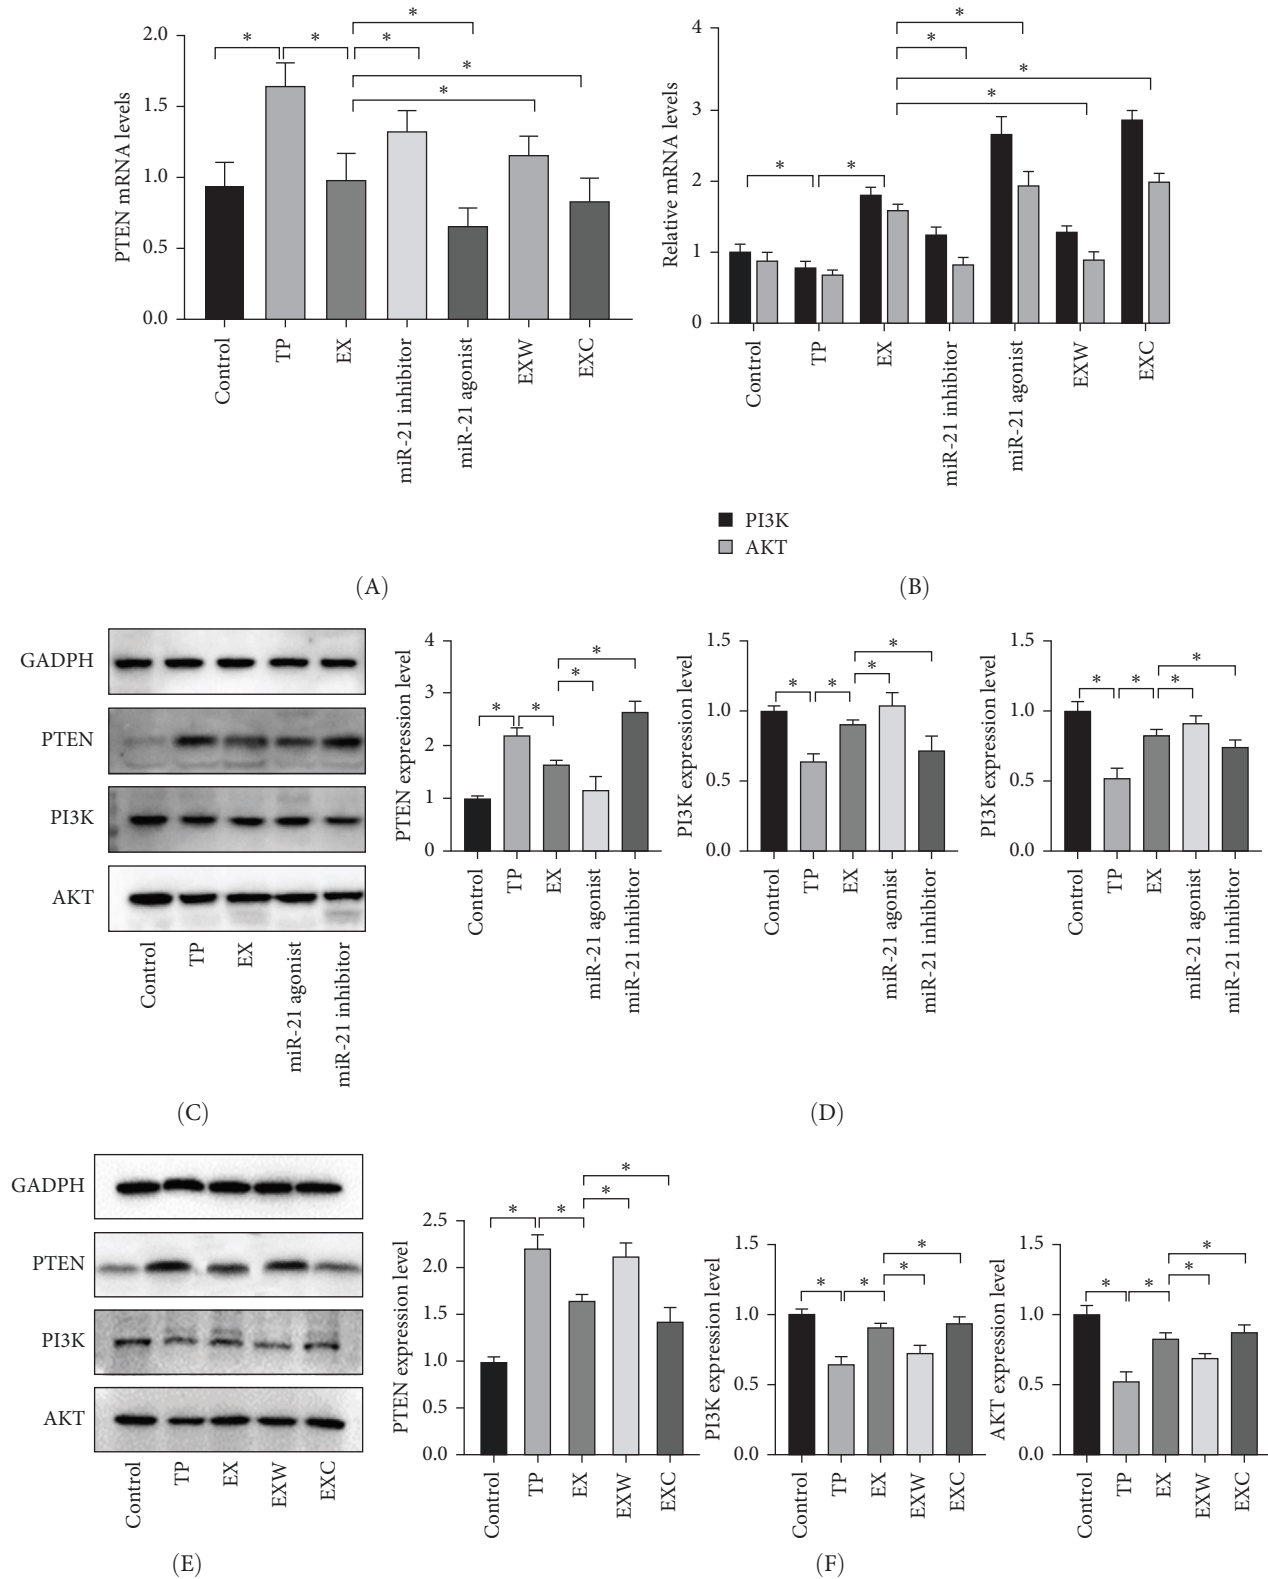 PTEN mRNA levels
2.0
1.5
1.0
0.5
0.0
* * * * * *
Control
TP
EX
miR-21 inhibitor
miR-21 agonist
EXW
EXC
(A)
Relative mRNA levels
4
3
2
1
0
* * * * * *
Control
TP
EX
miR-21 inhibitor
miR-21 agonist
EXW
EXC
PI3K
AKT
(B)
GADPH
PTEN
PI3K
AKT
Control
TP
EX
miR-21 agonist
miR-21 inhibitor
(C)
PTEN expression level
4
3
2
1
0
* * * *
Control
TP
EX
miR-21 agonist
miR-21 inhibitor
PI3K expression level
1.5
1.0
0.5
0.0
* * * *
Control
TP
EX
miR-21 agonist
miR-21 inhibitor
PI3K expression level
1.5
1.0
0.5
0.0
* * * *
Control
TP
EX
miR-21 agonist
miR-21 inhibitor
(D)
GADPH
PTEN
PI3K
AKT
Control
TP
EX
EXW
EXC
(E)
PTEN expression level
2.5
2.0
1.5
1.0
0.5
0.0
* * * *
Control
TP
EX
EXW
EXC
PI3K expression level
1.5
1.0
0.5
0.0
* * * *
Control
TP
EX
EXW
EXC
AKT expression level
1.5
1.0
0.5
0.0
* * * *
Control
TP
EX
EXW
EXC
(F)